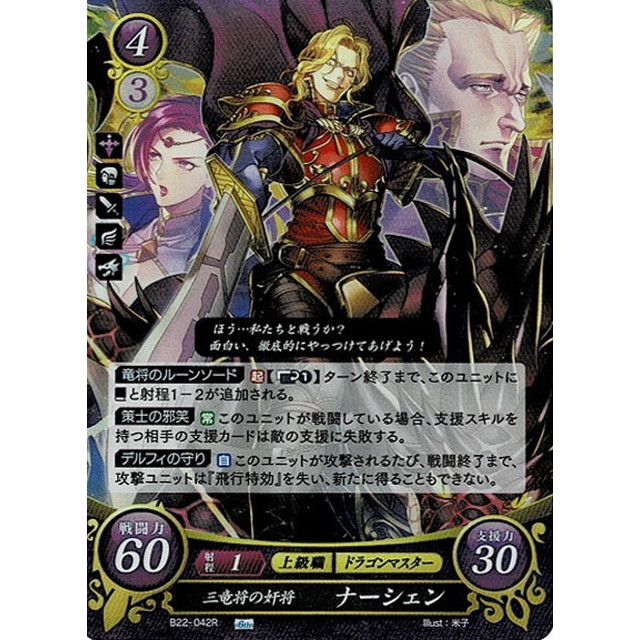 4
3
ほう…私たちと戦うか?
面白い、徹底的にやっつけてあげよう!
竜将のルーンソード 起【1】ターン終了まで、このユニットに
と射程1-2が追加される。
策士の邪笑 常 このユニットが戦闘している場合、支援スキルを
持つ相手の支援カードは敵の支援に失敗する。
デルフィの守り 自 このユニットが攻撃されるたび、戦闘終了まで、
攻撃ユニットは『飛行特効』を失い、新たに得ることもできない。
戦闘力
60
射程 1
上級職
ドラゴンマスター
支援力
30
三竜将の奸将 ナーシェン
B22-042R
Illust:米子